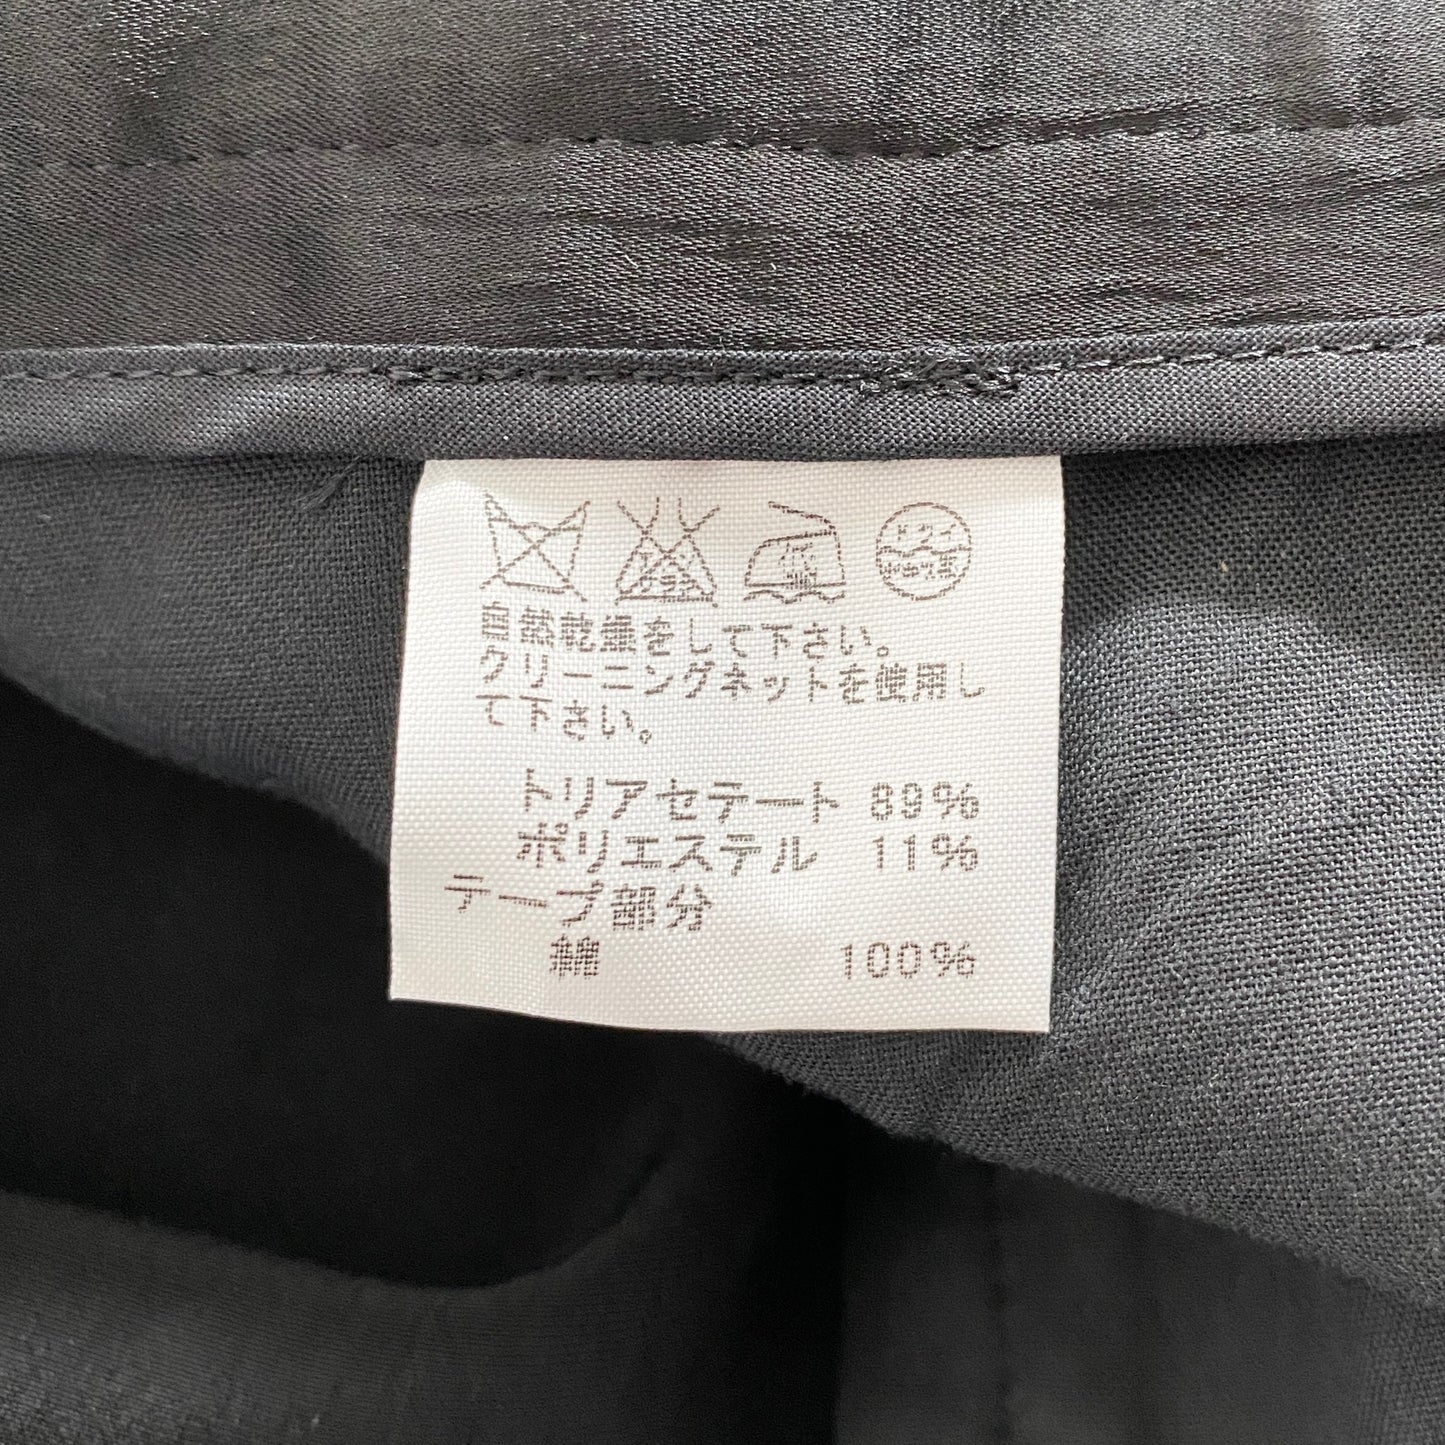 自然乾燥をして下さい。
クリーニングネットを使用し
て下さい。
トリアセテート 89%
ポリエステル 11%
テープ部分
綿 100%